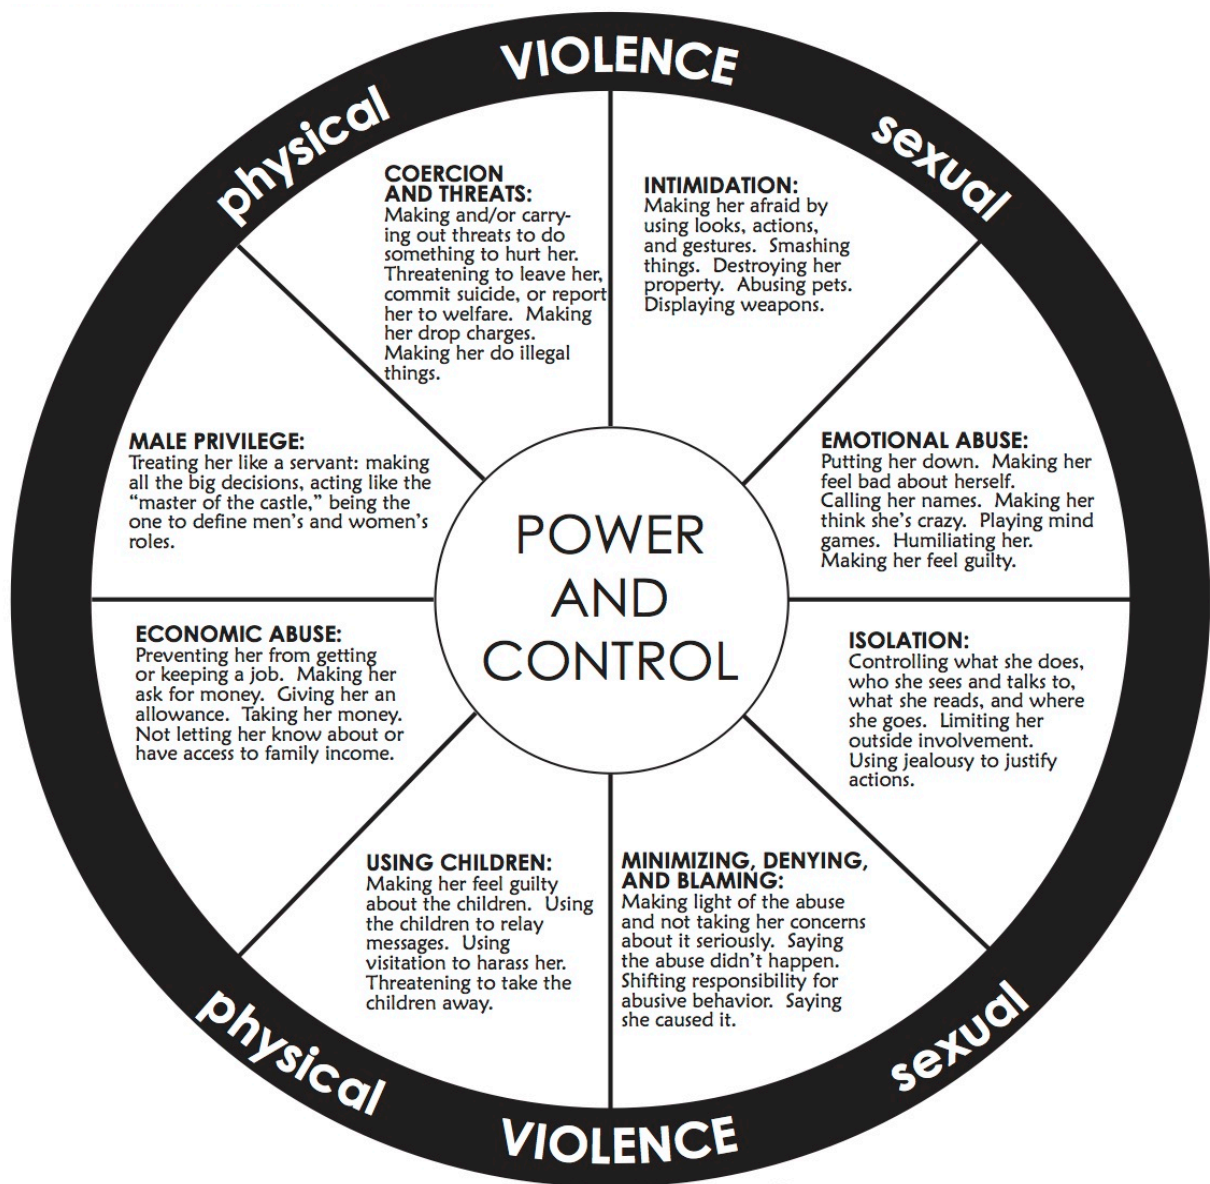 physical
VIOLENCE
sexual
COERCION
AND THREATS:
Making and/or carry-
ing out threats to do
something to hurt her.
Threatening to leave her,
commit suicide, or report
her to welfare.  Making
her drop charges.
Making her do illegal
things.
INTIMIDATION:
Making her afraid by
using looks, actions,
and gestures.  Smashing
things.  Destroying her
property.  Abusing pets.
Displaying weapons.
MALE PRIVILEGE:
Treating her like a servant: making
all the big decisions, acting like the
“master of the castle,” being the
one to define men’s and women’s
roles.
EMOTIONAL ABUSE:
Putting her down.  Making her
feel bad about herself.
Calling her names.  Making her
think she’s crazy.  Playing mind
games.  Humiliating her.
Making her feel guilty.
POWER
AND
CONTROL
ECONOMIC ABUSE:
Preventing her from getting
or keeping a job.  Making her
ask for money.  Giving her an
allowance.  Taking her money.
Not letting her know about or
have access to family income.
ISOLATION:
Controlling what she does,
who she sees and talks to,
what she reads, and where
she goes.  Limiting her
outside involvement.
Using jealousy to justify
actions.
USING CHILDREN:
Making her feel guilty
about the children.  Using
the children to relay
messages.  Using
visitation to harass her.
Threatening to take the
children away.
MINIMIZING, DENYING,
AND BLAMING:
Making light of the abuse
and not taking her concerns
about it seriously.  Saying
the abuse didn’t happen.
Shifting responsibility for
abusive behavior.  Saying
she caused it.
physical
VIOLENCE
sexual